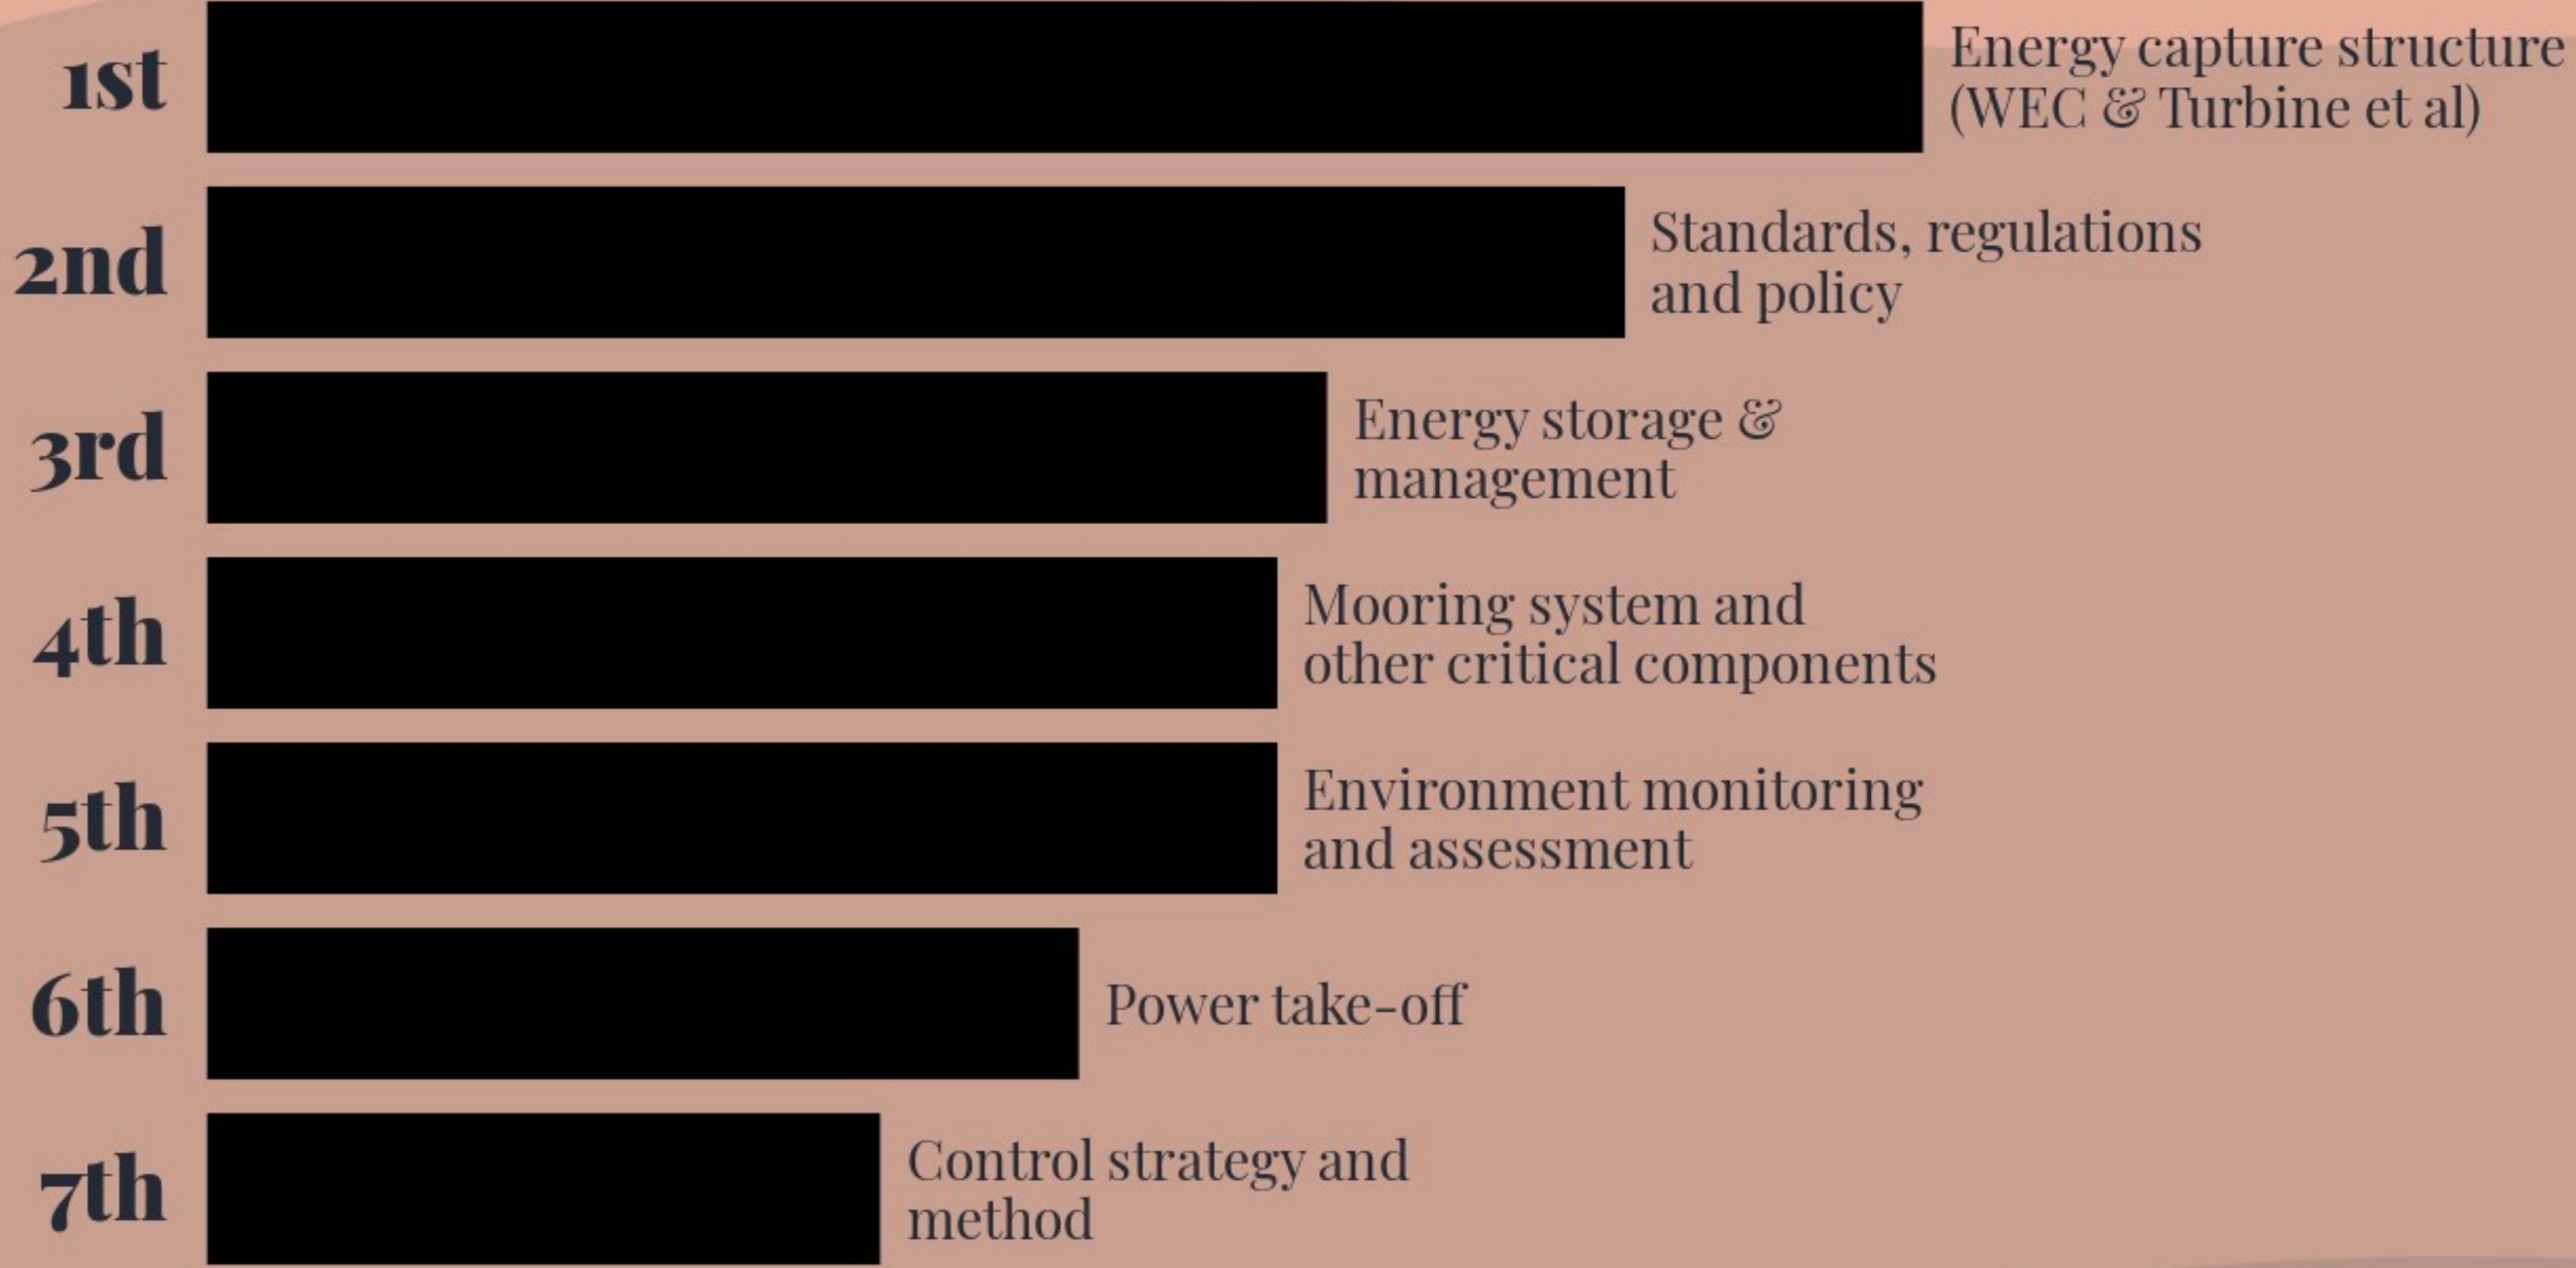 1st
Energy capture structure
(WEC & Turbine et al)
2nd
Standards, regulations
and policy
3rd
Energy storage &
management
4th
Mooring system and
other critical components
5th
Environment monitoring
and assessment
6th
Power take-off
7th
Control strategy and
method